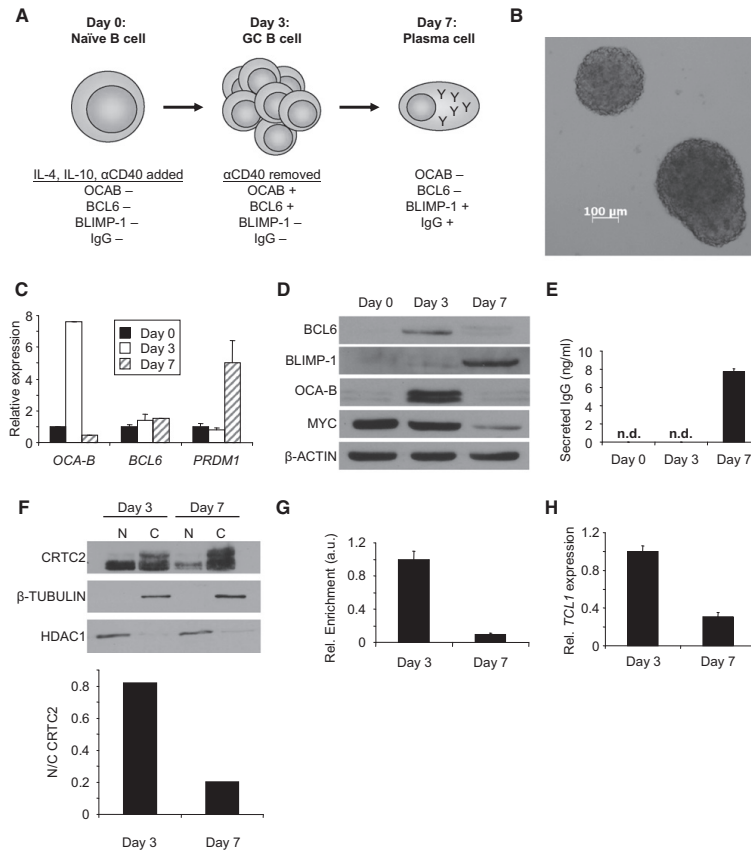 A
Day 0:
Naïve B cell
Day 3:
GC B cell
Day 7:
Plasma cell
IL-4, IL-10, αCD40 added
OCAB –
BCL6 –
BLIMP-1 –
IgG –
αCD40 removed
OCAB +
BCL6 +
BLIMP-1 –
IgG –
OCAB –
BCL6 –
BLIMP-1 +
IgG +
B
100 µm
C
Relative expression
8
6
4
2
0
Day 0
Day 3
Day 7
OCA-B BCL6 PRDM1
D
Day 0 Day 3 Day 7
BCL6
BLIMP-1
OCA-B
MYC
β-ACTIN
E
Secreted IgG (ng/ml)
10
8
6
4
2
0
n.d. n.d.
Day 0 Day 3 Day 7
F
Day 3 Day 7
N C N C
CRTC2
β-TUBULIN
HDAC1
N/C CRTC2
0.8
0.6
0.4
0.2
0
Day 3 Day 7
G
Rel. Enrichment (a.u.)
1.2
0.8
0.4
0
Day 3 Day 7
H
Rel. TCL1 expression
1.2
0.8
0.4
0
Day 3 Day 7